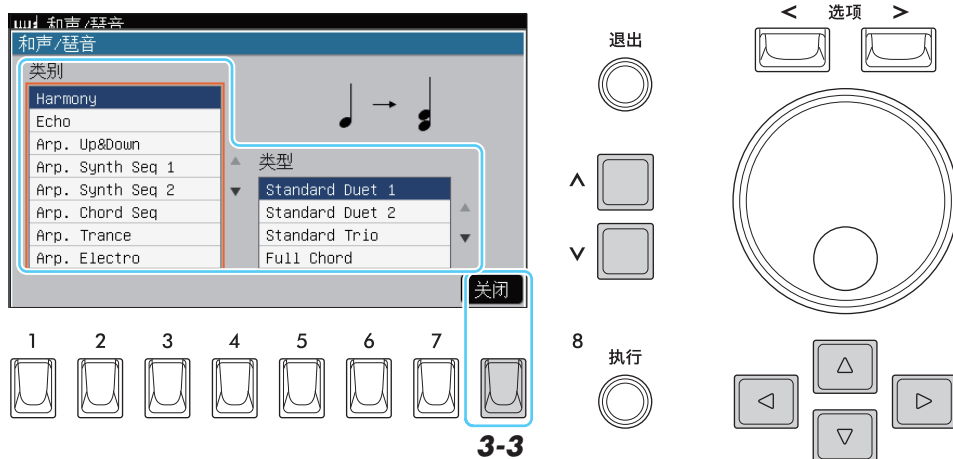 和声/琶音
和声/琶音
类别
Harmony
Echo
Arp. Up&Down
Arp. Synth Seq 1
Arp. Synth Seq 2
Arp. Chord Seq
Arp. Trance
Arp. Electro
类型
Standard Duet 1
Standard Duet 2
Standard Trio
Full Chord
关闭
1 2 3 4 5 6 7 8
3-3
退出
执行
< 选项 >